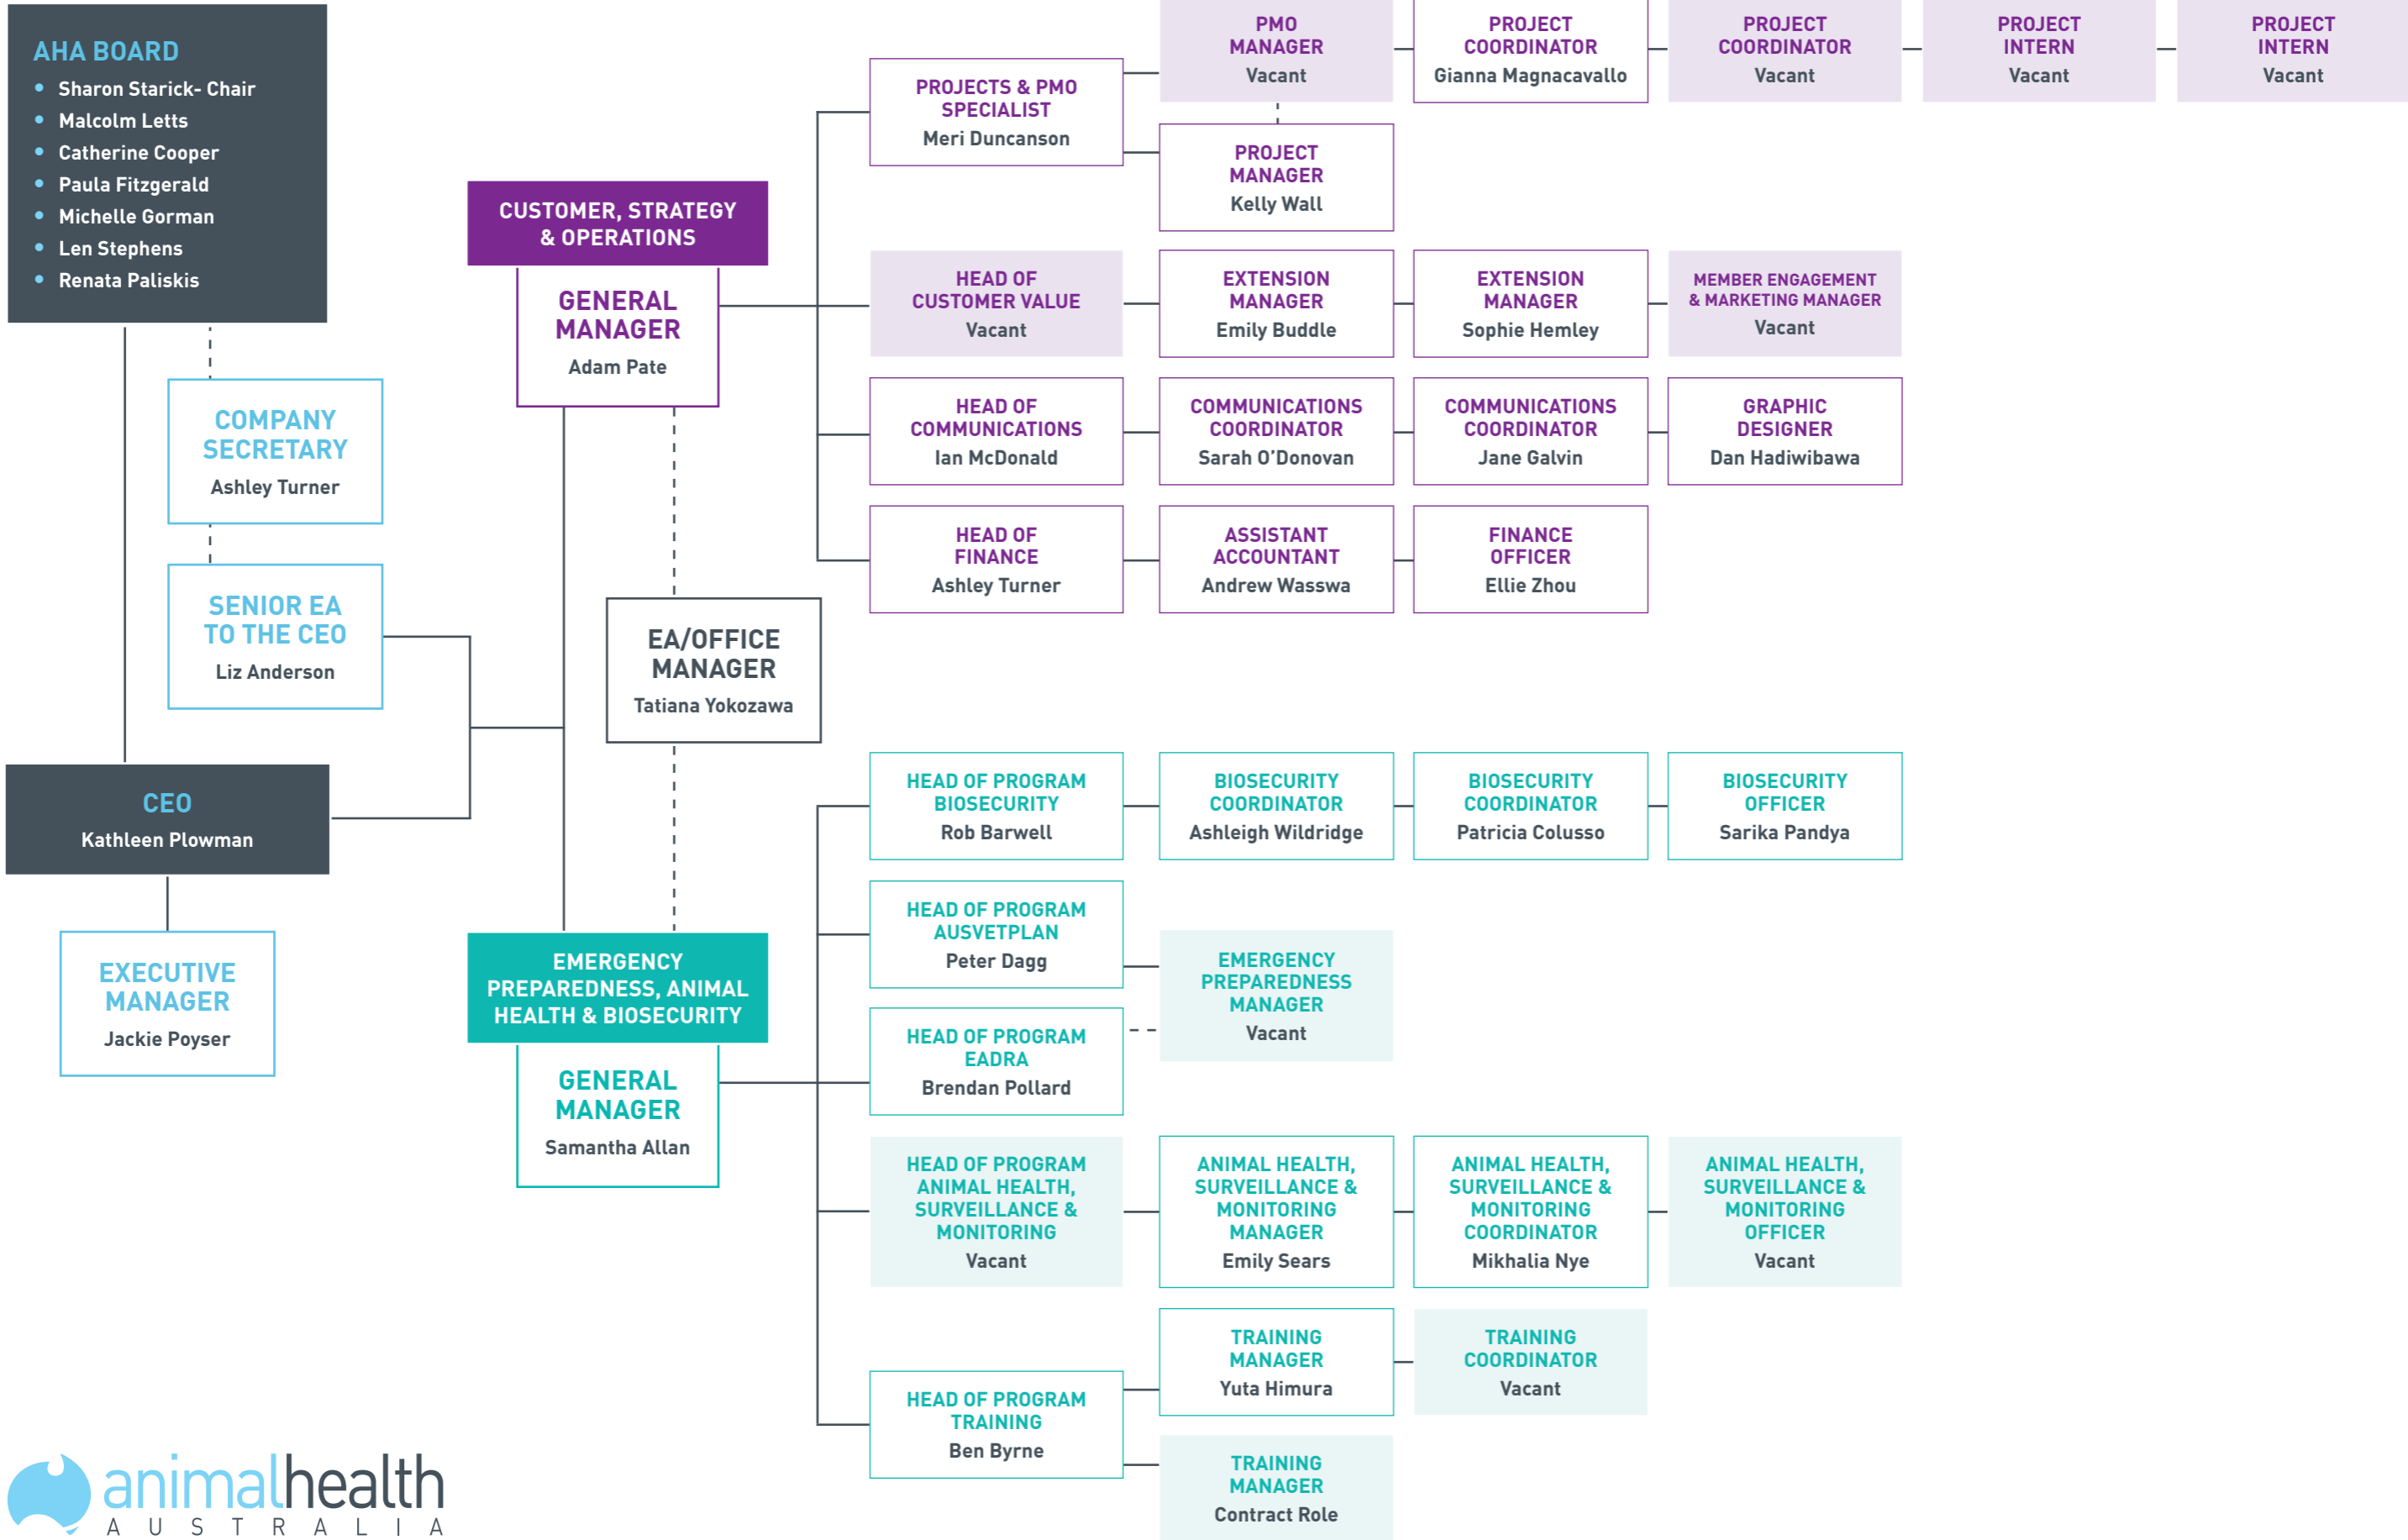 AHA BOARD
Sharon Starick- Chair
Malcolm Letts
Catherine Cooper
Paula Fitzgerald
Michelle Gorman
Len Stephens
Renata Paliskis
COMPANY
SECRETARY
Ashley Turner
SENIOR EA
TO THE CEO
Liz Anderson
CEO
Kathleen Plowman
EXECUTIVE
MANAGER
Jackie Poyser
CUSTOMER, STRATEGY
& OPERATIONS
GENERAL
MANAGER
Adam Pate
EA/OFFICE
MANAGER
Tatiana Yokozawa
EMERGENCY
PREPAREDNESS, ANIMAL
HEALTH & BIOSECURITY
GENERAL
MANAGER
Samantha Allan
PROJECTS & PMO
SPECIALIST
Meri Duncanson
PMO
MANAGER
Vacant
PROJECT
COORDINATOR
Gianna Magnacavallo
PROJECT
COORDINATOR
Vacant
PROJECT
INTERN
Vacant
PROJECT
INTERN
Vacant
PROJECT
MANAGER
Kelly Wall
HEAD OF
CUSTOMER VALUE
Vacant
EXTENSION
MANAGER
Emily Buddle
EXTENSION
MANAGER
Sophie Hemley
MEMBER ENGAGEMENT
& MARKETING MANAGER
Vacant
HEAD OF
COMMUNICATIONS
Ian McDonald
COMMUNICATIONS
COORDINATOR
Sarah O’Donovan
COMMUNICATIONS
COORDINATOR
Jane Galvin
GRAPHIC
DESIGNER
Dan Hadiwibawa
HEAD OF
FINANCE
Ashley Turner
ASSISTANT
ACCOUNTANT
Andrew Wasswa
FINANCE
OFFICER
Ellie Zhou
HEAD OF PROGRAM
BIOSECURITY
Rob Barwell
BIOSECURITY
COORDINATOR
Ashleigh Wildridge
BIOSECURITY
COORDINATOR
Patricia Colusso
BIOSECURITY
OFFICER
Sarika Pandya
HEAD OF PROGRAM
AUSVETPLAN
Peter Dagg
EMERGENCY
PREPAREDNESS
MANAGER
Vacant
HEAD OF PROGRAM
EADRA
Brendan Pollard
HEAD OF PROGRAM
ANIMAL HEALTH,
SURVEILLANCE &
MONITORING
Vacant
ANIMAL HEALTH,
SURVEILLANCE &
MONITORING
MANAGER
Emily Sears
ANIMAL HEALTH,
SURVEILLANCE &
MONITORING
COORDINATOR
Mikhalia Nye
ANIMAL HEALTH,
SURVEILLANCE &
MONITORING
OFFICER
Vacant
HEAD OF PROGRAM
TRAINING
Ben Byrne
TRAINING
MANAGER
Yuta Himura
TRAINING
COORDINATOR
Vacant
TRAINING
MANAGER
Contract Role
animalhealth
AUSTRALIA